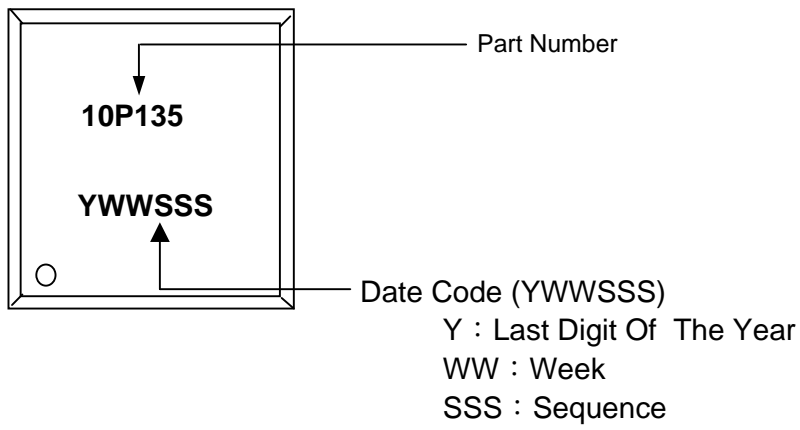 Part Number
10P135
YWWSSS
Date Code (YWWSSS)
Y：Last Digit Of The Year
WW：Week
SSS：Sequence